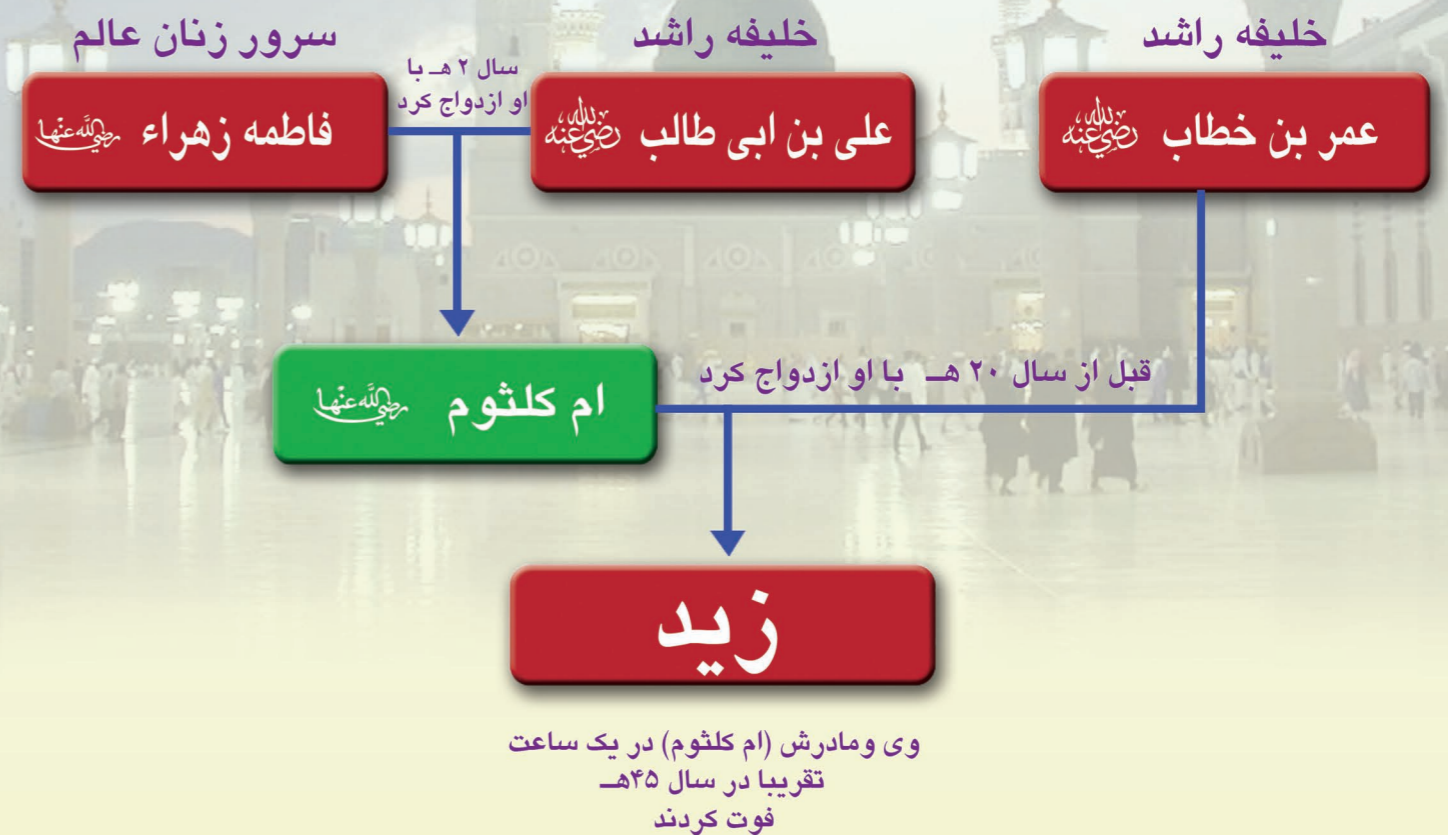 خلیفه راشد
خلیفه راشد
سرور زنان عالم
عمر بن خطاب رضي الله عنه
علی بن ابی طالب رضي الله عنه
سال ۲ هـ با
او ازدواج کرد
فاطمه زهراء رضي الله عنها
ام کلثوم رضي الله عنها
قبل از سال ۲۰ هـ با او ازدواج کرد
زید
وی ومادرش (ام کلثوم) در یک ساعت
تقریبا در سال ۴۵هـ
فوت کردند